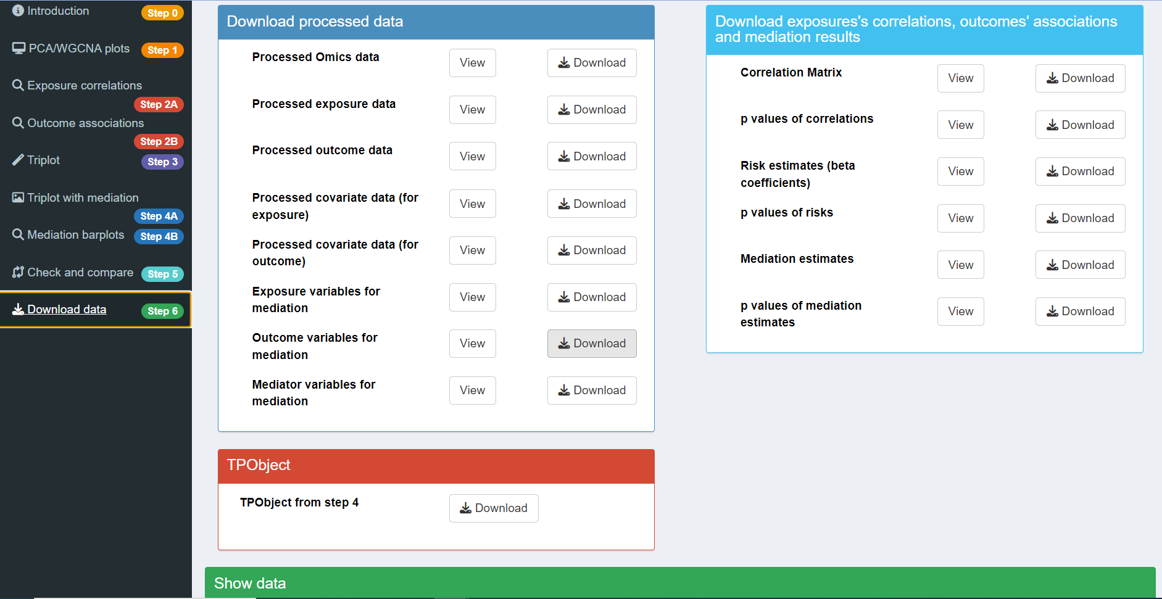 Introduction
Step 0
PCA/WGCNA plots
Step 1
Exposure correlations
Step 2A
Outcome associations
Step 2B
Triplot
Step 3
Triplot with mediation
Step 4A
Mediation barplots
Step 4B
Check and compare
Step 5
Download data
Step 6
Download processed data
Processed Omics data
View
Download
Processed exposure data
View
Download
Processed outcome data
View
Download
Processed covariate data (for
exposure)
View
Download
Processed covariate data (for
outcome)
View
Download
Exposure variables for
mediation
View
Download
Outcome variables for
mediation
View
Download
Mediator variables for
mediation
View
Download
TPObject
TPObject from step 4
Download
Download exposures's correlations, outcomes' associations
and mediation results
Correlation Matrix
View
Download
p values of correlations
View
Download
Risk estimates (beta
coefficients)
View
Download
p values of risks
View
Download
Mediation estimates
View
Download
p values of mediation
estimates
View
Download
Show data